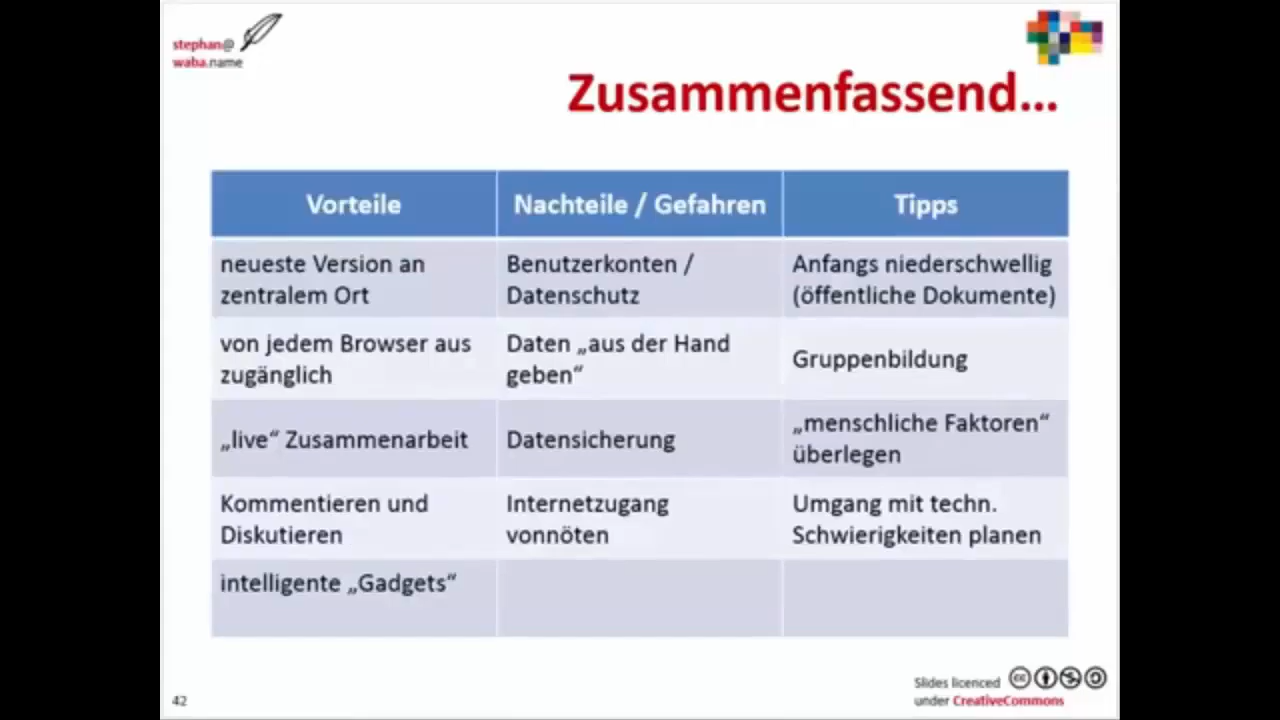 stephan@
waba.name
Zusammenfassend...
Vorteile
Nachteile / Gefahren
Tipps
neueste Version an
zentralem Ort
Benutzerkonten /
Datenschutz
Anfangs niederschwellig
(öffentliche Dokumente)
von jedem Browser aus
zugänglich
Daten „aus der Hand
geben“
Gruppenbildung
„live“ Zusammenarbeit
Datensicherung
„menschliche Faktoren“
überlegen
Kommentieren und
Diskutieren
Internetzugang
vonnöten
Umgang mit techn.
Schwierigkeiten planen
intelligente „Gadgets“
42
Slides licenced
under CreativeCommons